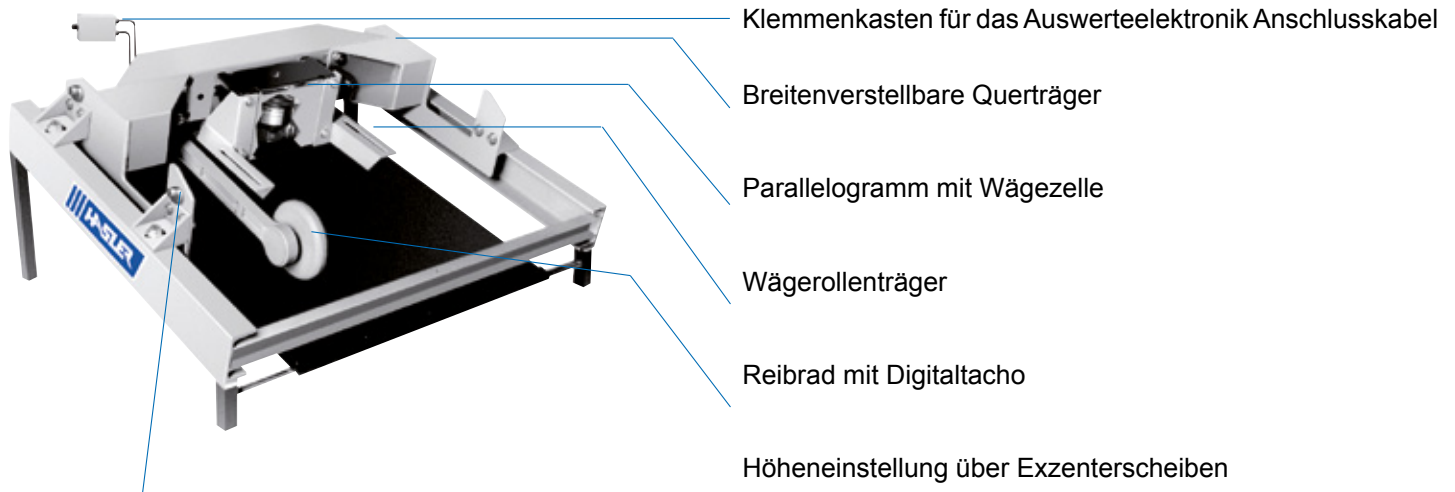 Klemmenkasten für das Auswerteelektronik Anschlusskabel
Breitenverstellbare Querträger
Parallelogramm mit Wägezelle
HASLER
Wägerollenträger
Reibrad mit Digitaltacho
Höheneinstellung über Exzenterscheiben